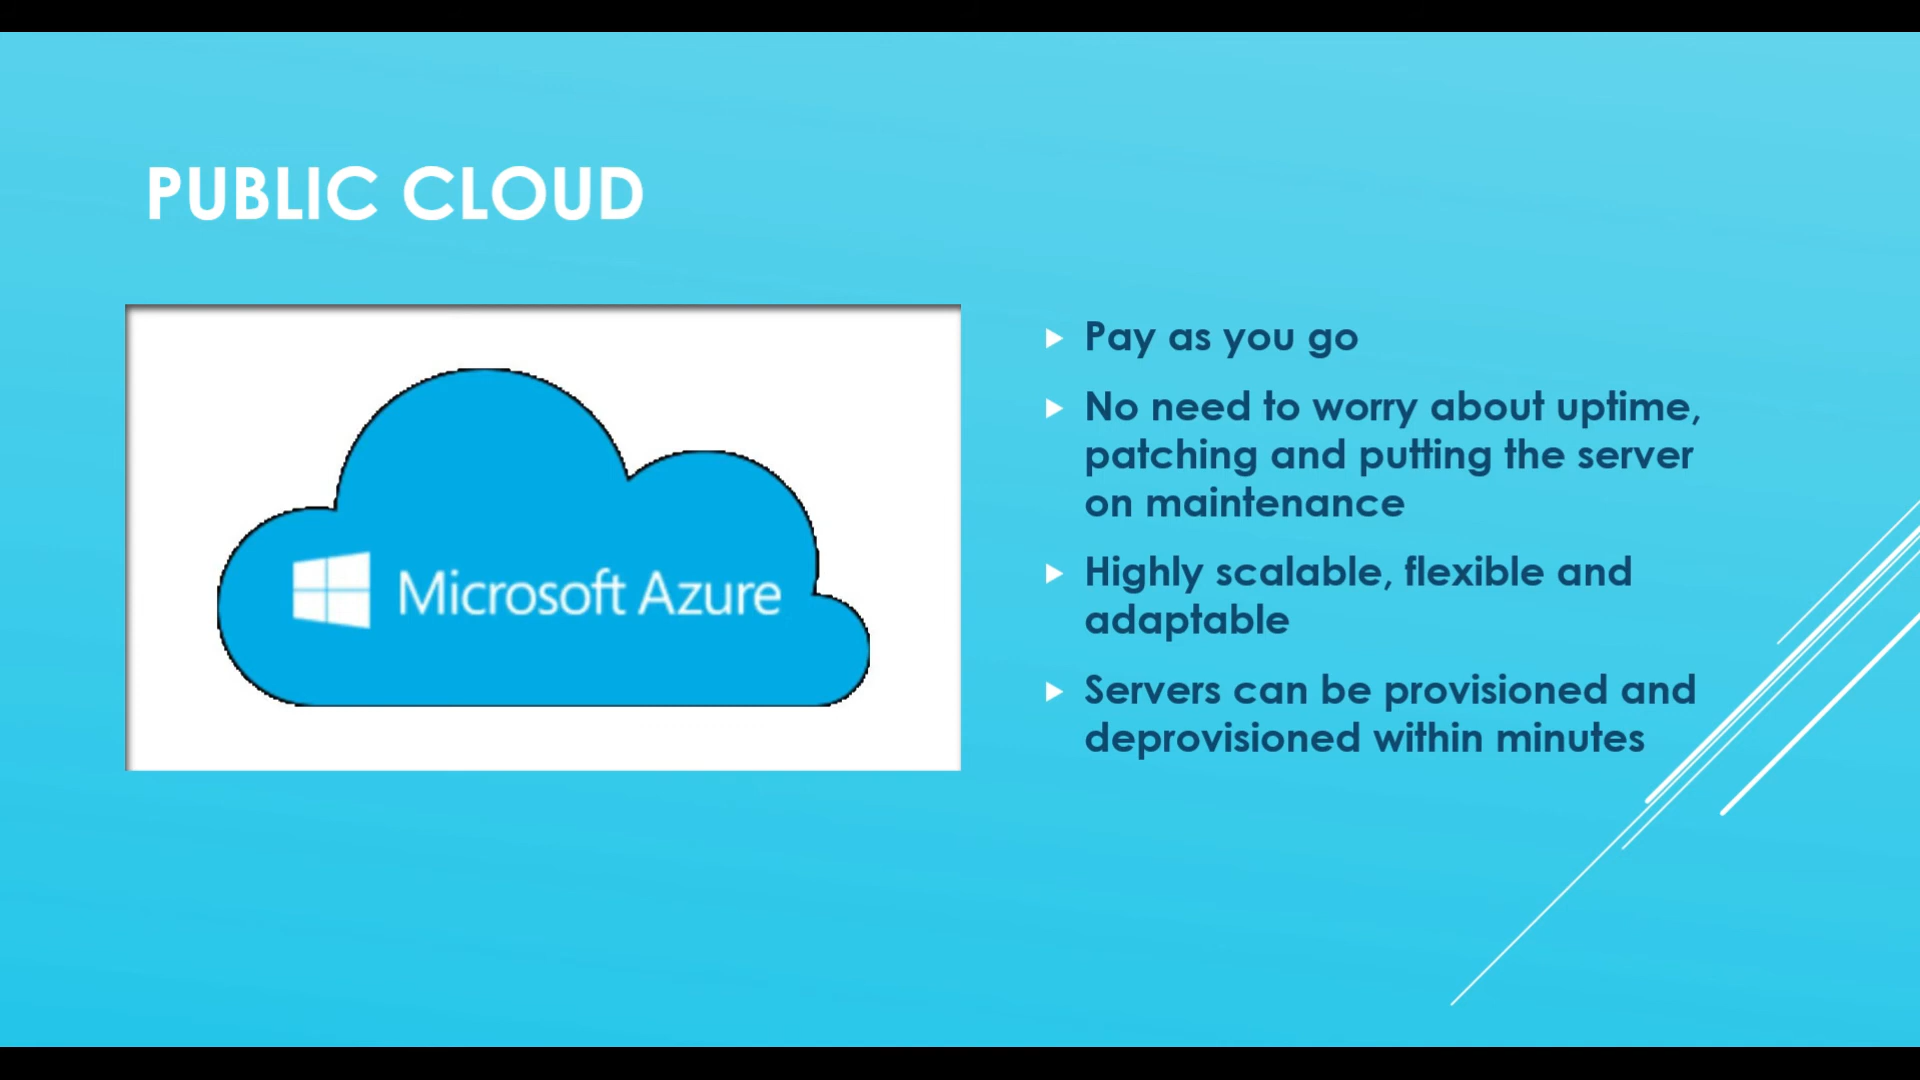 PUBLIC CLOUD
Microsoft Azure
Pay as you go
No need to worry about uptime,
patching and putting the server
on maintenance
Highly scalable, flexible and
adaptable
Servers can be provisioned and
deprovisioned within minutes